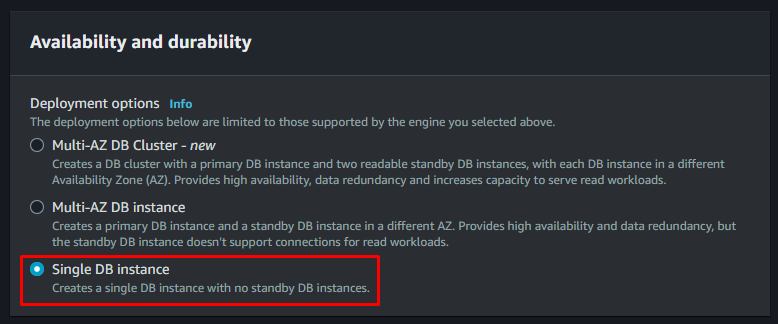 Availability and durability
Deployment options Info
The deployment options below are limited to those supported by the engine you selected above.
Multi-AZ DB Cluster - new
Creates a DB cluster with a primary DB instance and two readable standby DB instances, with each DB instance in a different
Availability Zone (AZ). Provides high availability, data redundancy and increases capacity to serve read workloads.
Multi-AZ DB instance
Creates a primary DB instance and a standby DB instance in a different AZ. Provides high availability and data redundancy, but
the standby DB instance doesn't support connections for read workloads.
Single DB instance
Creates a single DB instance with no standby DB instances.